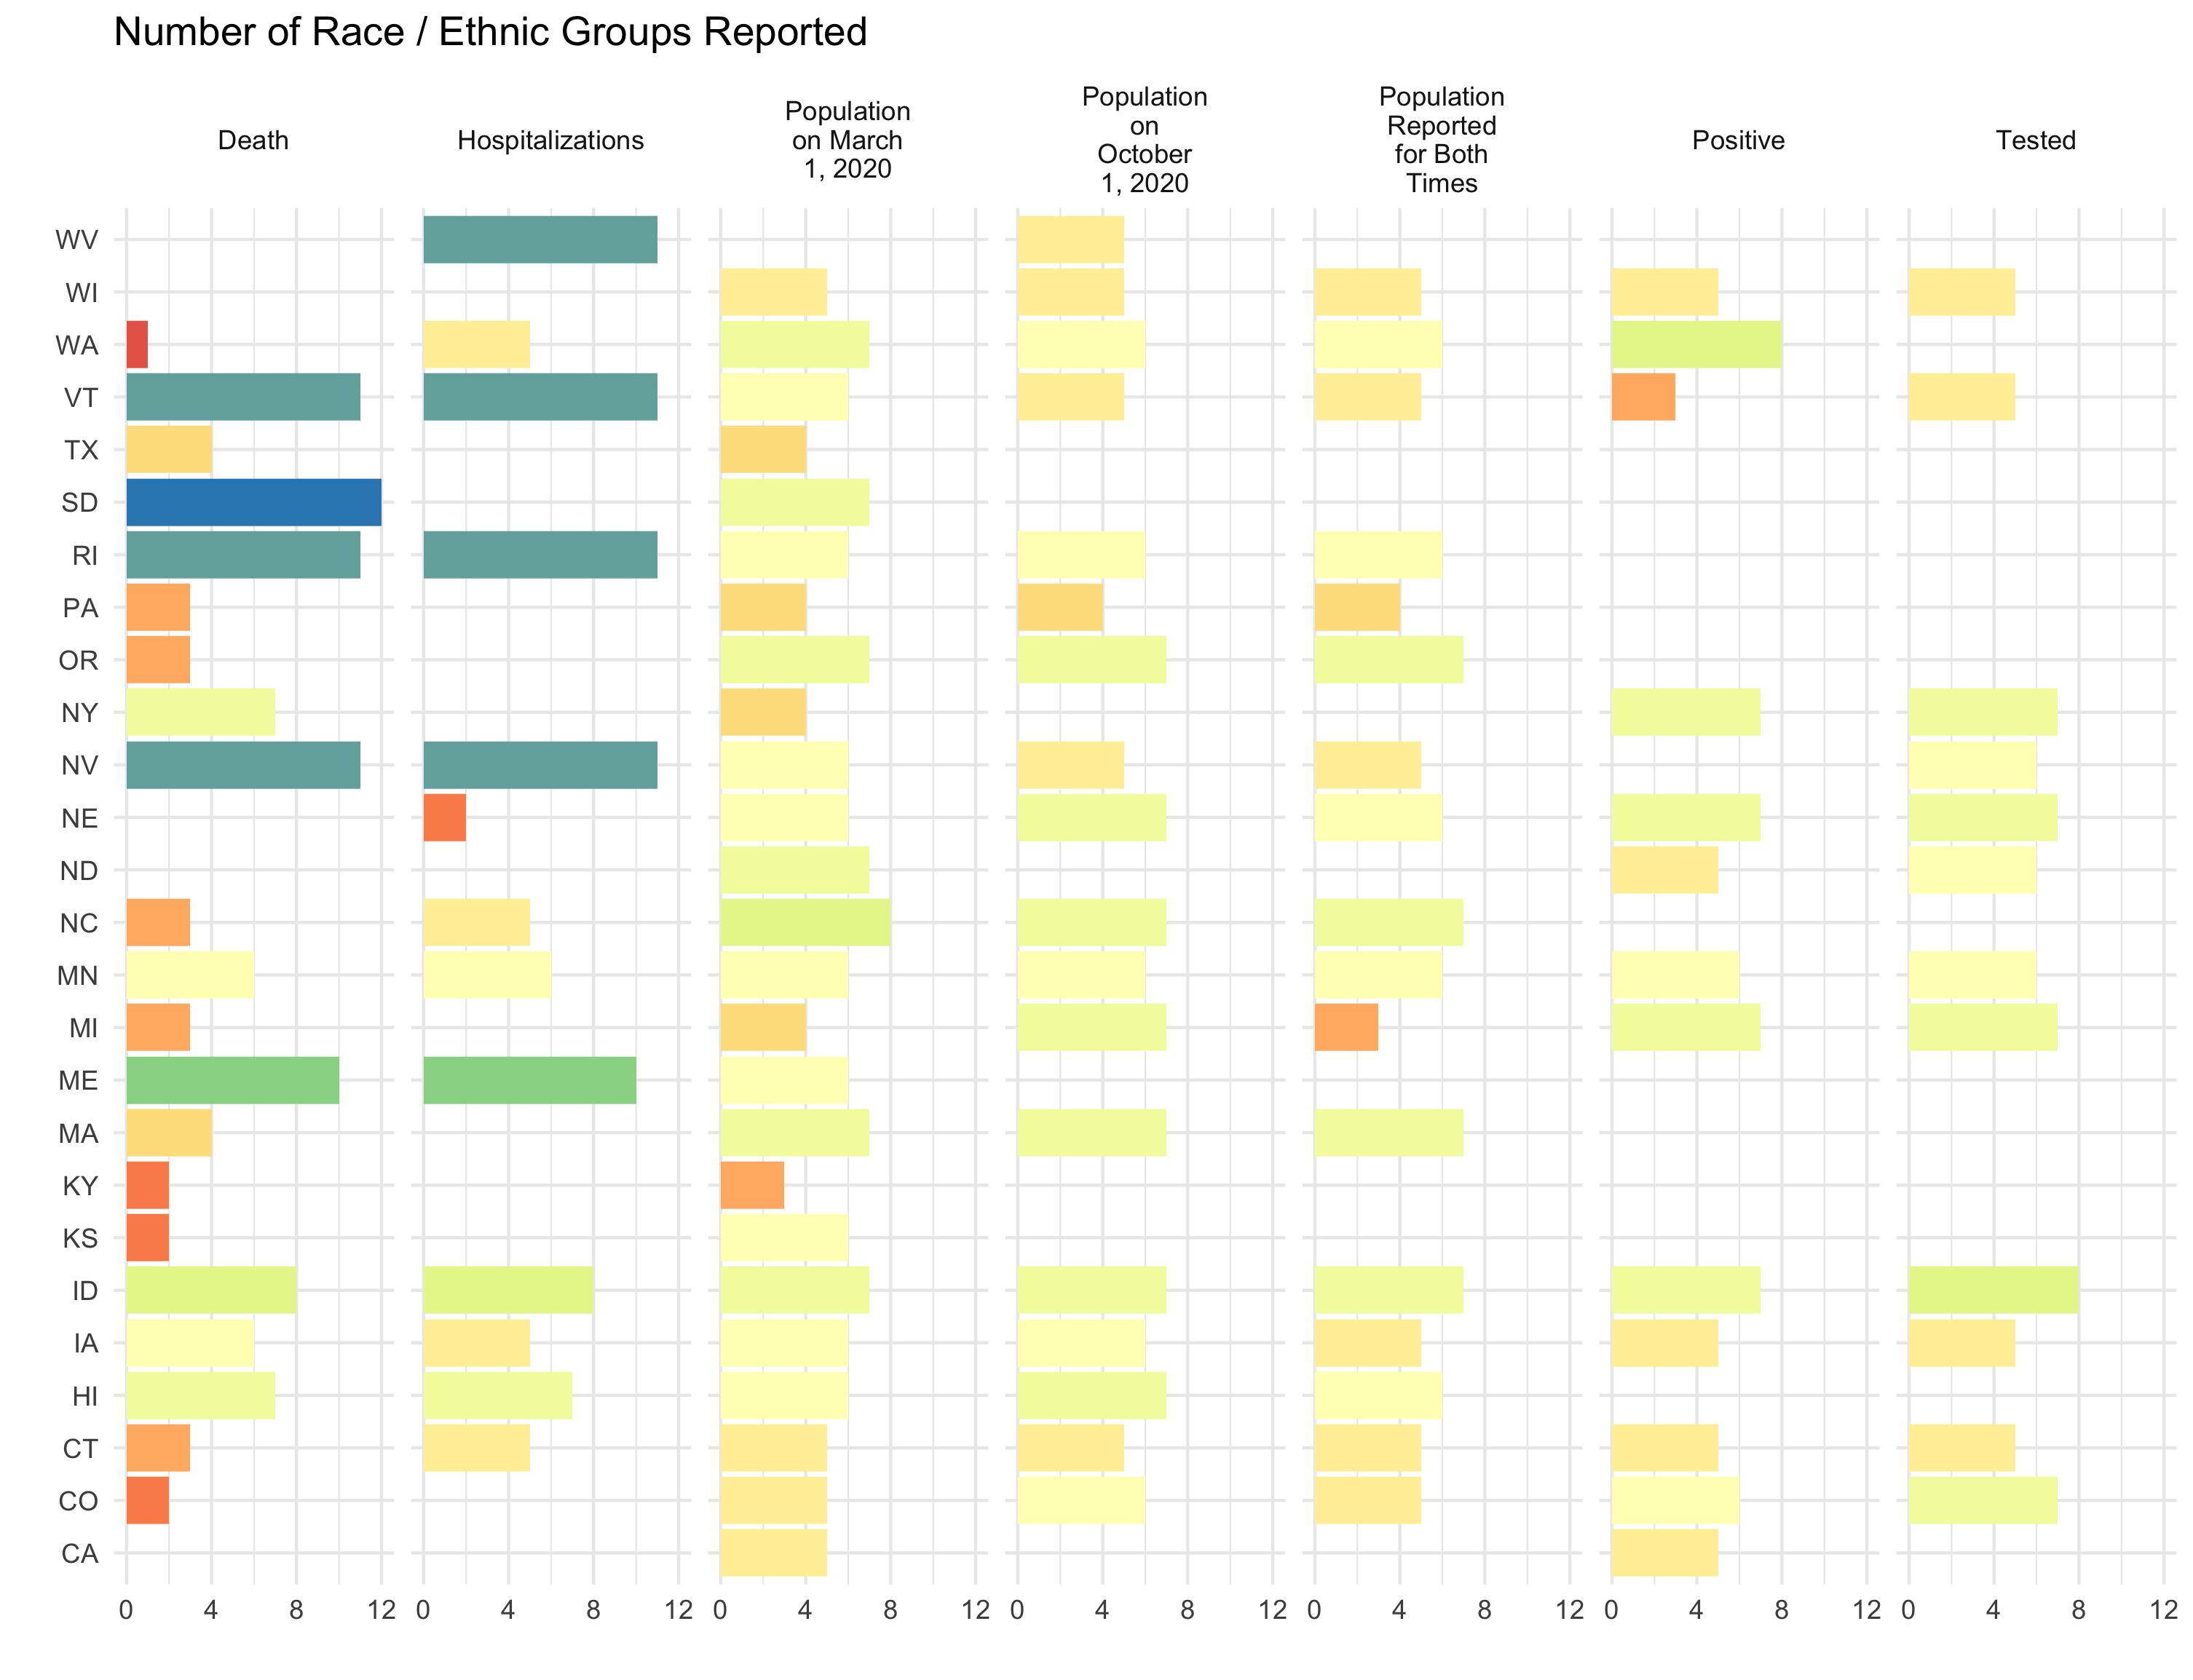 Number of Race / Ethnic Groups Reported
Death
Hospitalizations
Population
on March
1, 2020
Population
on
October
1, 2020
Population
Reported
for Both
Times
Positive
Tested
WV
WI
WA
VT
TX
SD
RI
PA
OR
NY
NV
NE
ND
NC
MN
MI
ME
MA
KY
KS
ID
IA
HI
CT
CO
CA
0 4 8 12 0 4 8 12 0 4 8 12 0 4 8 12 0 4 8 12 0 4 8 12 0 4 8 12